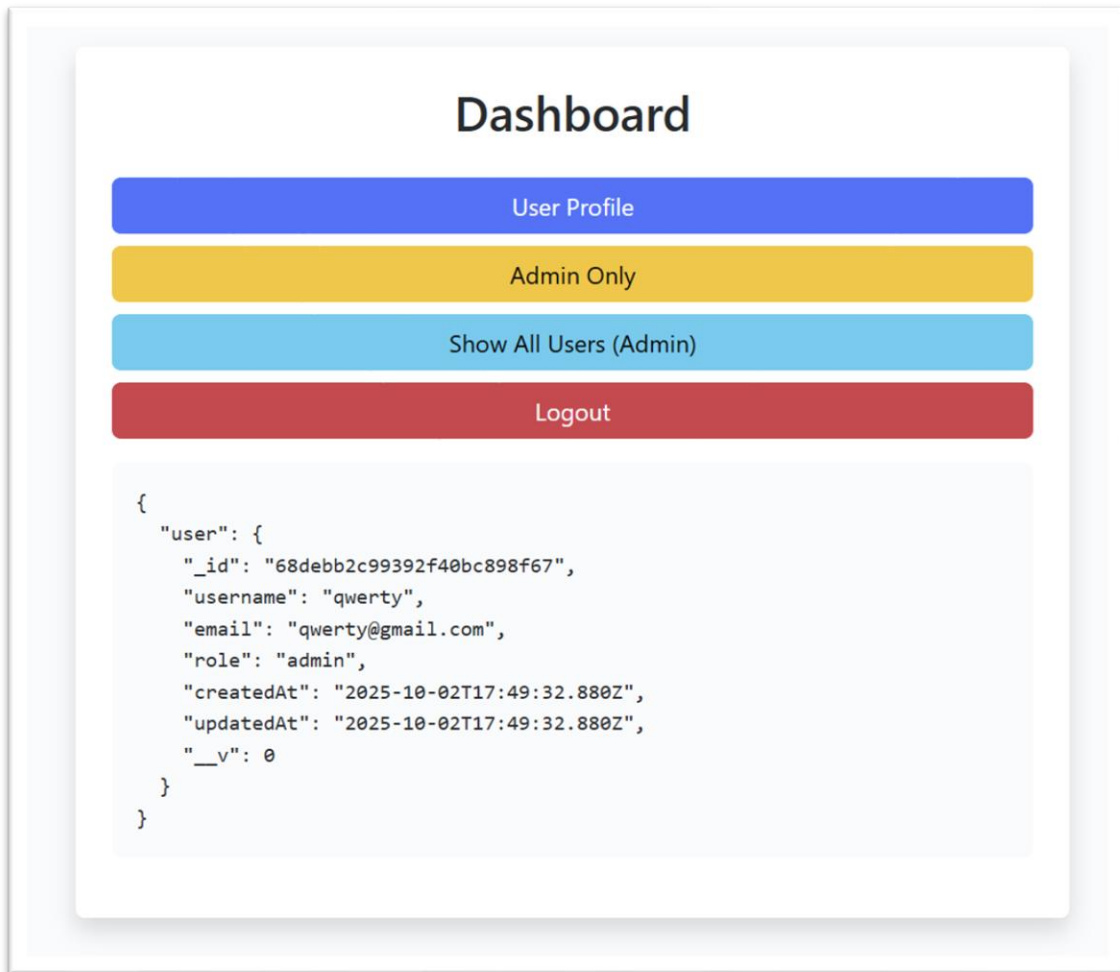 Dashboard
User Profile
Admin Only
Show All Users (Admin)
Logout
{
  "user": {
    "_id": "68debb2c99392f40bc898f67",
    "username": "qwerty",
    "email": "qwerty@gmail.com",
    "role": "admin",
    "createdAt": "2025-10-02T17:49:32.880Z",
    "updatedAt": "2025-10-02T17:49:32.880Z",
    "__v": 0
  }
}